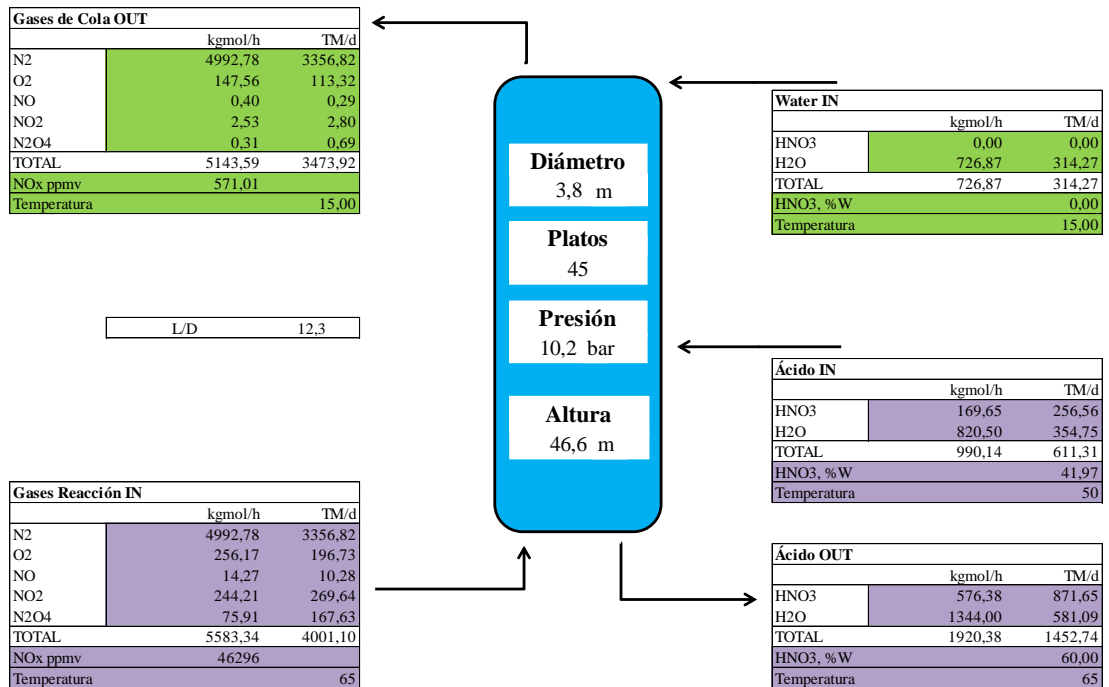 Gases de Cola OUT
kgmol/h TM/d
N2 4992,78 3356,82
O2 147,56 113,32
NO 0,40 0,29
NO2 2,53 2,80
N2O4 0,31 0,69
TOTAL 5143,59 3473,92
NOx ppmv 571,01
Temperatura 15,00
Water IN
kgmol/h TM/d
HNO3 0,00 0,00
H2O 726,87 314,27
TOTAL 726,87 314,27
HNO3, %W 0,00
Temperatura 15,00
Diámetro
3,8 m
Platos
45
Presión
10,2 bar
Altura
46,6 m
L/D 12,3
Ácido IN
kgmol/h TM/d
HNO3 169,65 256,56
H2O 820,50 354,75
TOTAL 990,14 611,31
HNO3, %W 41,97
Temperatura 50
Gases Reacción IN
kgmol/h TM/d
N2 4992,78 3356,82
O2 256,17 196,73
NO 14,27 10,28
NO2 244,21 269,64
N2O4 75,91 167,63
TOTAL 5583,34 4001,10
NOx ppmv 46296
Temperatura 65
Ácido OUT
kgmol/h TM/d
HNO3 576,38 871,65
H2O 1344,00 581,09
TOTAL 1920,38 1452,74
HNO3, %W 60,00
Temperatura 65